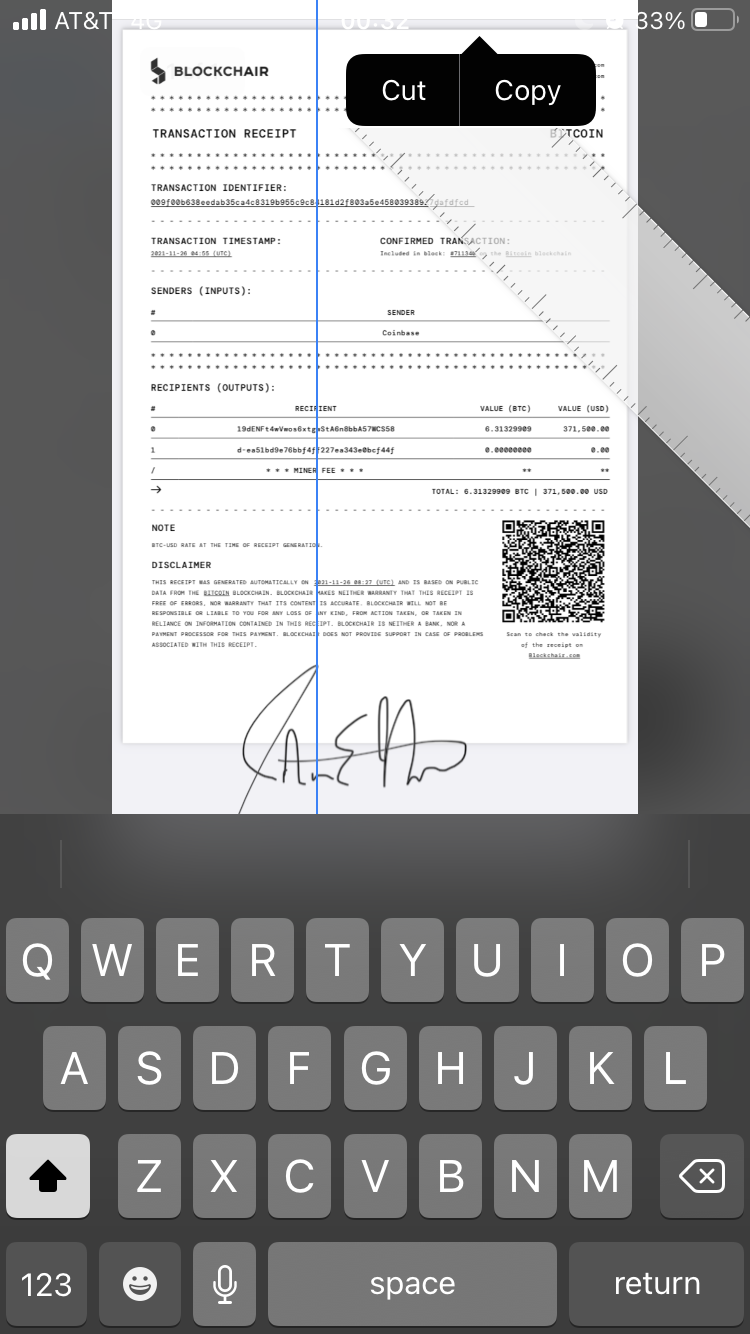 AT&T 4G 00:32 33%
Cut Copy
BLOCKCHAIR
TRANSACTION RECEIPT BITCOIN
TRANSACTION IDENTIFIER:
TRANSACTION TIMESTAMP: CONFIRMED TRANSACTION:
2021-11-26 04:55 (UTC) Included in block: #711346 on the Bitcoin blockchain
SENDERS (INPUTS):
# SENDER
0 Coinbase
RECIPIENTS (OUTPUTS):
# RECIPIENT VALUE (BTC) VALUE (USD)
0 6.31329909 371,500.00
1 0.00000000 0.00
/ * * * MINER FEE * * * ** **
→ TOTAL: 6.31329909 BTC | 371,500.00 USD
NOTE
BTC-USD RATE AT THE TIME OF RECEIPT GENERATION.
DISCLAIMER
THIS RECEIPT WAS GENERATED AUTOMATICALLY ON 2021-11-26 08:27 (UTC) AND IS BASED ON PUBLIC
DATA FROM THE BITCOIN BLOCKCHAIN. BLOCKCHAIR MAKES NEITHER WARRANTY THAT THIS RECEIPT IS
FREE OF ERRORS, NOR WARRANTY THAT ITS CONTENT IS ACCURATE. BLOCKCHAIR WILL NOT BE
RESPONSIBLE OR LIABLE TO YOU FOR ANY LOSS OF ANY KIND, FROM ACTION TAKEN, OR TAKEN IN
RELIANCE ON INFORMATION CONTAINED IN THIS RECEIPT. BLOCKCHAIR IS NEITHER A BANK, NOR A
PAYMENT PROCESSOR FOR THIS PAYMENT. BLOCKCHAIR DOES NOT PROVIDE SUPPORT IN CASE OF PROBLEMS
ASSOCIATED WITH THIS RECEIPT.
Scan to check the validity
of the receipt on
Blockchair.com
Q W E R T Y U I O P
A S D F G H J K L
Z X C V B N M
123 space return